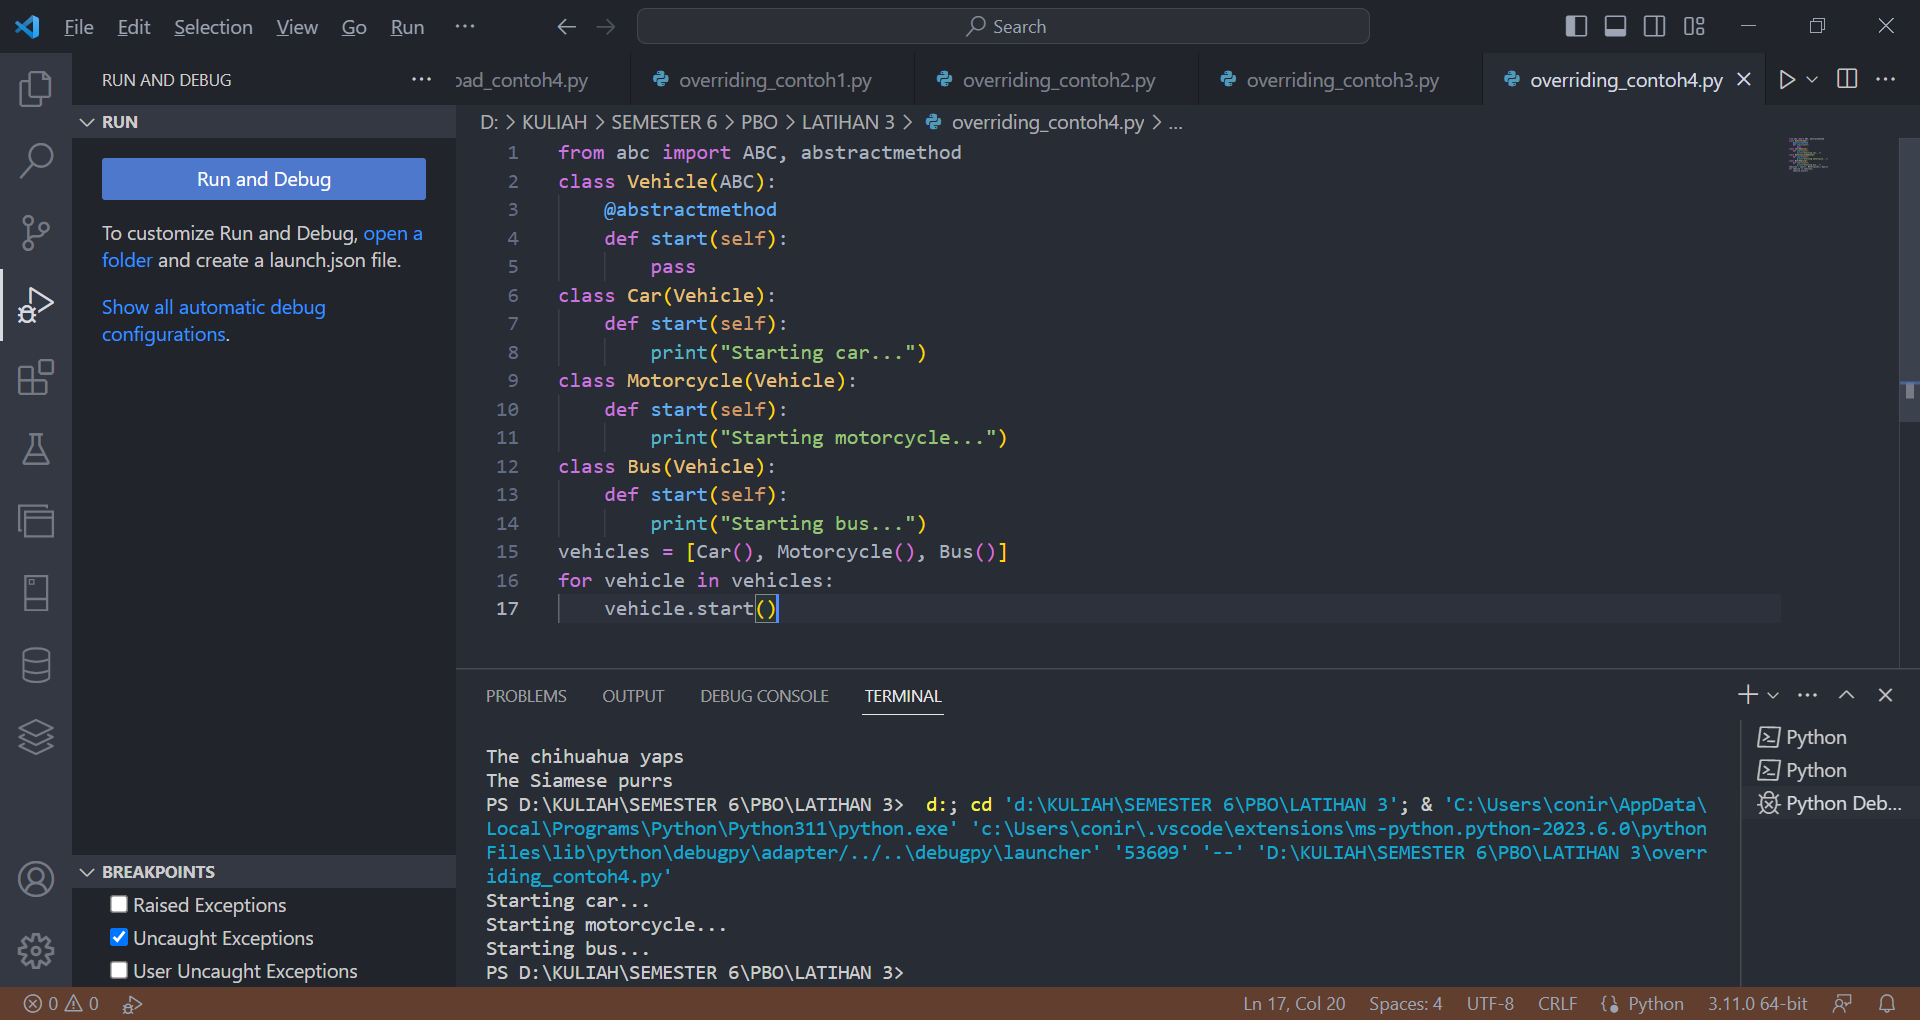 File Edit Selection View Go Run ··· Search
RUN AND DEBUG ···
oad_contoh4.py overriding_contoh1.py overriding_contoh2.py overriding_contoh3.py overriding_contoh4.py
RUN
Run and Debug
To customize Run and Debug, open a
folder and create a launch.json file.
Show all automatic debug
configurations.
D: > KULIAH > SEMESTER 6 > PBO > LATIHAN 3 > overriding_contoh4.py > ...
1 from abc import ABC, abstractmethod
2 class Vehicle(ABC):
3     @abstractmethod
4     def start(self):
5         pass
6 class Car(Vehicle):
7     def start(self):
8         print("Starting car...")
9 class Motorcycle(Vehicle):
10     def start(self):
11         print("Starting motorcycle...")
12 class Bus(Vehicle):
13     def start(self):
14         print("Starting bus...")
15 vehicles = [Car(), Motorcycle(), Bus()]
16 for vehicle in vehicles:
17     vehicle.start()
PROBLEMS OUTPUT DEBUG CONSOLE TERMINAL
The chihuahua yaps
The Siamese purrs
PS D:\KULIAH\SEMESTER 6\PBO\LATIHAN 3>  d:; cd 'd:\KULIAH\SEMESTER 6\PBO\LATIHAN 3'; & 'C:\Users\conir\AppData\
Local\Programs\Python\Python311\python.exe' 'c:\Users\conir\.vscode\extensions\ms-python.python-2023.6.0\python
Files\lib\python\debugpy\adapter/../..\debugpy\launcher' '53609' '--' 'D:\KULIAH\SEMESTER 6\PBO\LATIHAN 3\overr
iding_contoh4.py'
Starting car...
Starting motorcycle...
Starting bus...
PS D:\KULIAH\SEMESTER 6\PBO\LATIHAN 3>
Python
Python
Python Deb...
BREAKPOINTS
Raised Exceptions
Uncaught Exceptions
User Uncaught Exceptions
0 0 Ln 17, Col 20 Spaces: 4 UTF-8 CRLF Python 3.11.0 64-bit